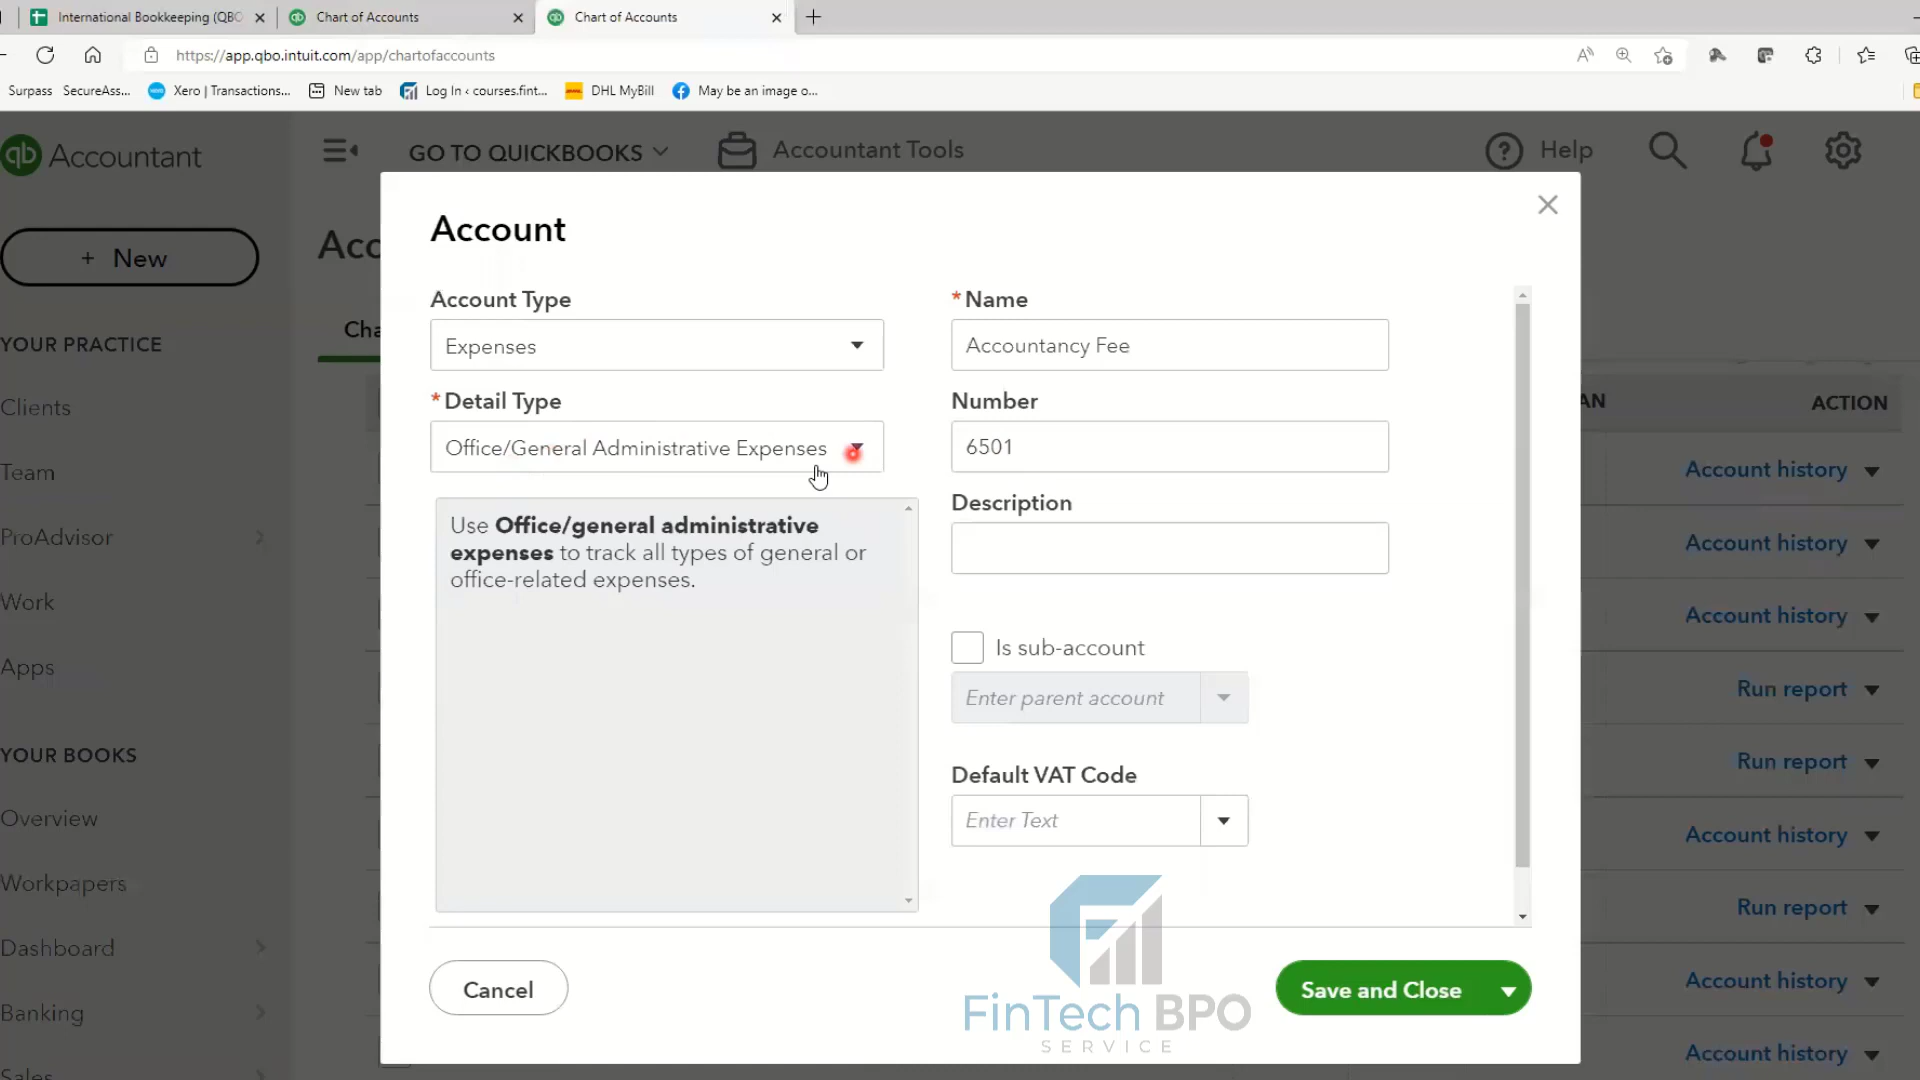 International Bookkeeping (QBO
Chart of Accounts
Chart of Accounts
https://app.qbo.intuit.com/app/chartofaccounts
Surpass
SecureAss...
Xero | Transactions...
New tab
Log In ‹ courses.fint...
DHL MyBill
May be an image o...
qb Accountant
GO TO QUICKBOOKS
Accountant Tools
? Help
+ New
Acc
Cha
YOUR PRACTICE
Clients
Team
ProAdvisor
Work
Apps
YOUR BOOKS
Overview
Workpapers
Dashboard
Banking
Sales
Account
Account Type
Expenses
* Detail Type
Office/General Administrative Expenses
Use Office/general administrative
expenses to track all types of general or
office-related expenses.
* Name
Accountancy Fee
Number
6501
Description
Is sub-account
Enter parent account
Default VAT Code
Enter Text
Cancel
Save and Close
FinTech BPO
SERVICE
AN
ACTION
Account history
Account history
Account history
Run report
Run report
Account history
Run report
Account history
Account history